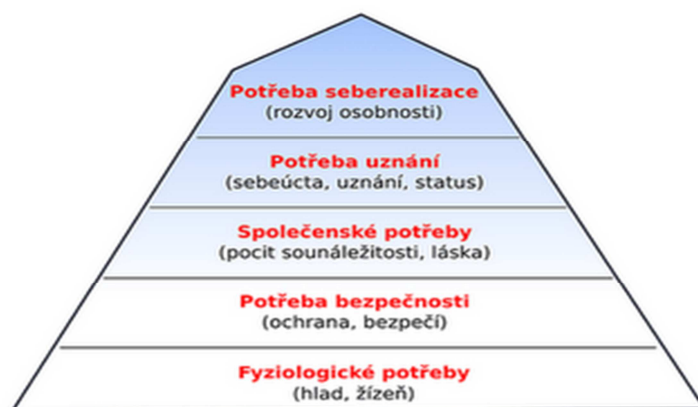 Potřeba seberealizace
(rozvoj osobnosti)
Potřeba uznání
(sebeúcta, uznání, status)
Společenské potřeby
(pocit sounáležitosti, láska)
Potřeba bezpečnosti
(ochrana, bezpečí)
Fyziologické potřeby
(hlad, žízeň)